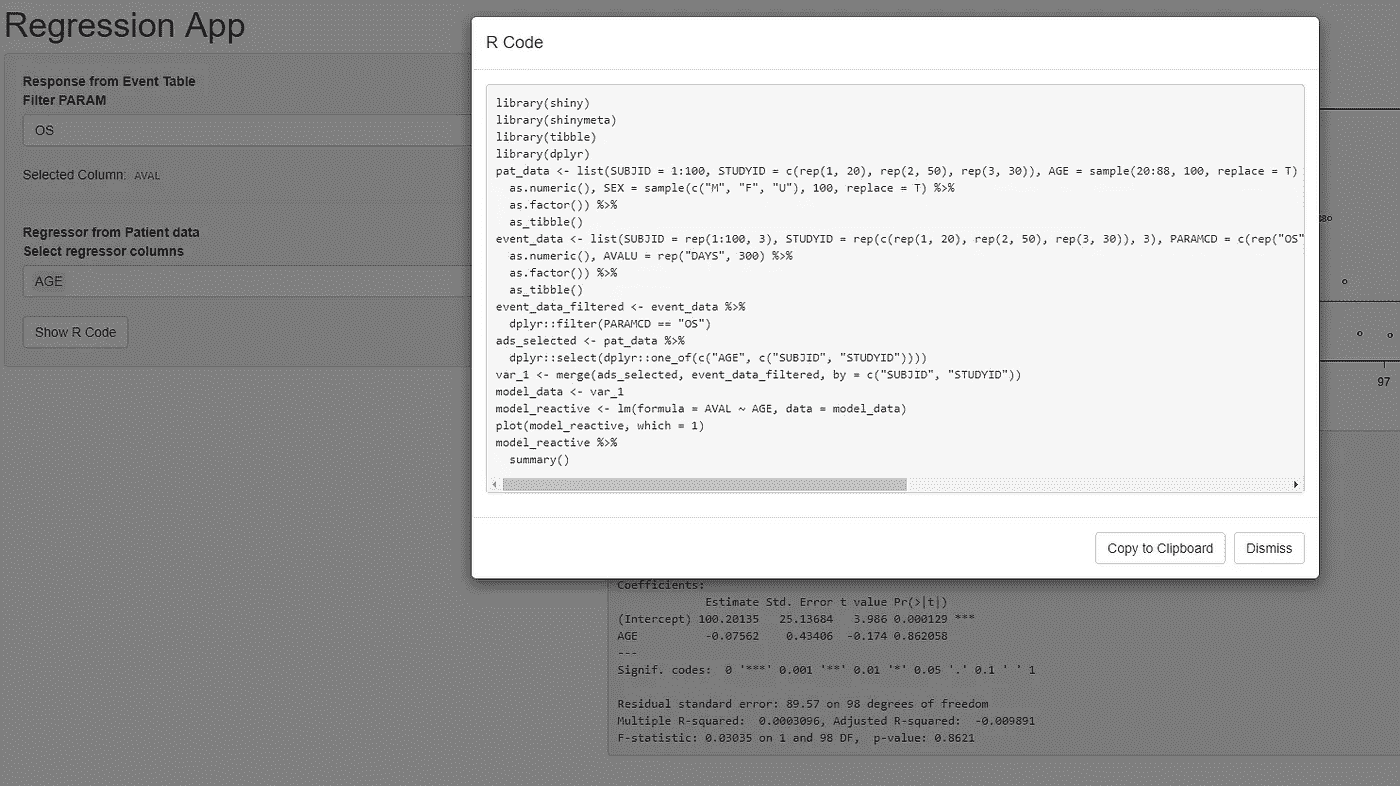 Regression App
Response from Event Table
Filter PARAM
OS
Selected Column: AVAL
Regressor from Patient data
Select regressor columns
AGE
Show R Code
R Code
library(shiny)
library(shinymeta)
library(tibble)
library(dplyr)
pat_data <- list(SUBJID = 1:100, STUDYID = c(rep(1, 20), rep(2, 50), rep(3, 30)), AGE = sample(20:88, 100, replace = T)
  as.numeric(), SEX = sample(c("M", "F", "U"), 100, replace = T) %>%
  as.factor()) %>%
  as_tibble()
event_data <- list(SUBJID = rep(1:100, 3), STUDYID = rep(c(rep(1, 20), rep(2, 50), rep(3, 30)), 3), PARAMCD = c(rep("OS"
  as.numeric(), AVALU = rep("DAYS", 300) %>%
  as.factor()) %>%
  as_tibble()
event_data_filtered <- event_data %>%
  dplyr::filter(PARAMCD == "OS")
ads_selected <- pat_data %>%
  dplyr::select(dplyr::one_of(c("AGE", c("SUBJID", "STUDYID"))))
var_1 <- merge(ads_selected, event_data_filtered, by = c("SUBJID", "STUDYID"))
model_data <- var_1
model_reactive <- lm(formula = AVAL ~ AGE, data = model_data)
plot(model_reactive, which = 1)
model_reactive %>%
  summary()
Copy to Clipboard
Dismiss
97
Coefficients:
             Estimate Std. Error t value Pr(>|t|)
(Intercept) 100.20135   25.13684   3.986 0.000129 ***
AGE          -0.07562    0.43406  -0.174 0.862058
---
Signif. codes:  0 '***' 0.001 '**' 0.01 '*' 0.05 '.' 0.1 ' ' 1
Residual standard error: 89.57 on 98 degrees of freedom
Multiple R-squared:  0.0003096, Adjusted R-squared:  -0.009891
F-statistic: 0.03035 on 1 and 98 DF,  p-value: 0.8621